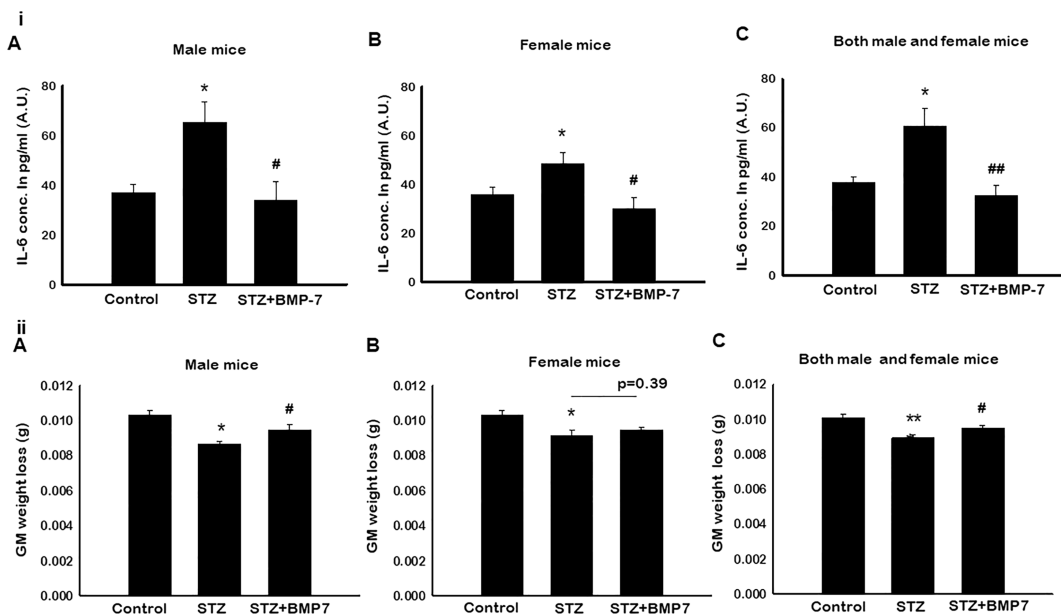 i
A
Male mice
IL-6 conc. In pg/ml (A.U.)
80
60
40
20
0
*
#
Control STZ STZ+BMP-7
B
Female mice
IL-6 conc. In pg/ml (A.U.)
80
60
40
20
0
*
#
Control STZ STZ+BMP-7
C
Both male and female mice
IL-6 conc. In pg/ml (A.U.)
80
60
40
20
0
*
##
Control STZ STZ+BMP-7
ii
A
Male mice
GM weight loss (g)
0.012
0.010
0.008
0.006
0.004
0.002
0.000
*
#
Control STZ STZ+BMP7
B
Female mice
GM weight loss (g)
0.012
0.010
0.008
0.006
0.004
0.002
0.000
p=0.39
*
Control STZ STZ+BMP7
C
Both male and female mice
GM weight loss (g)
0.012
0.010
0.008
0.006
0.004
0.002
0.000
**
#
Control STZ STZ+BMP7